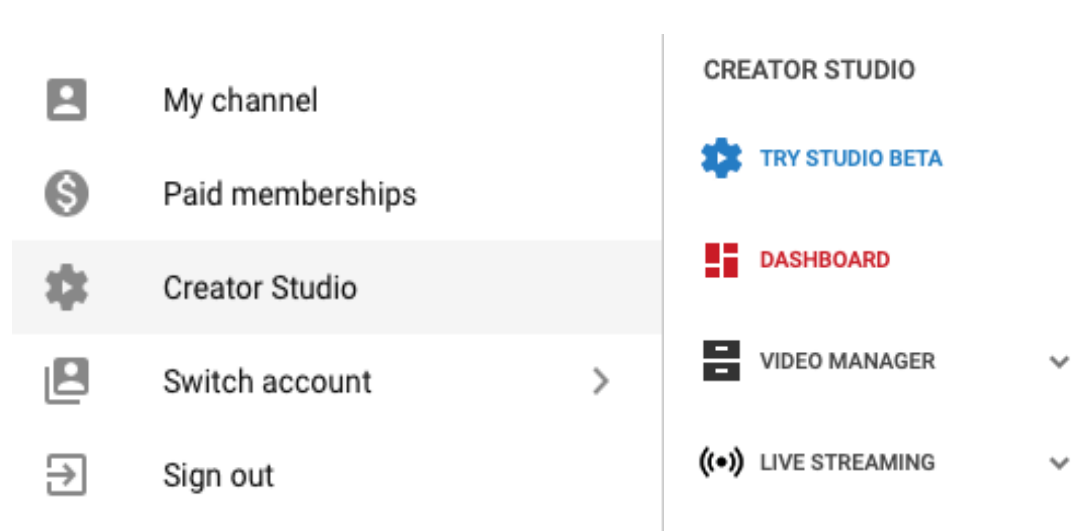 My channel
Paid memberships
Creator Studio
Switch account
Sign out
CREATOR STUDIO
TRY STUDIO BETA
DASHBOARD
VIDEO MANAGER
LIVE STREAMING